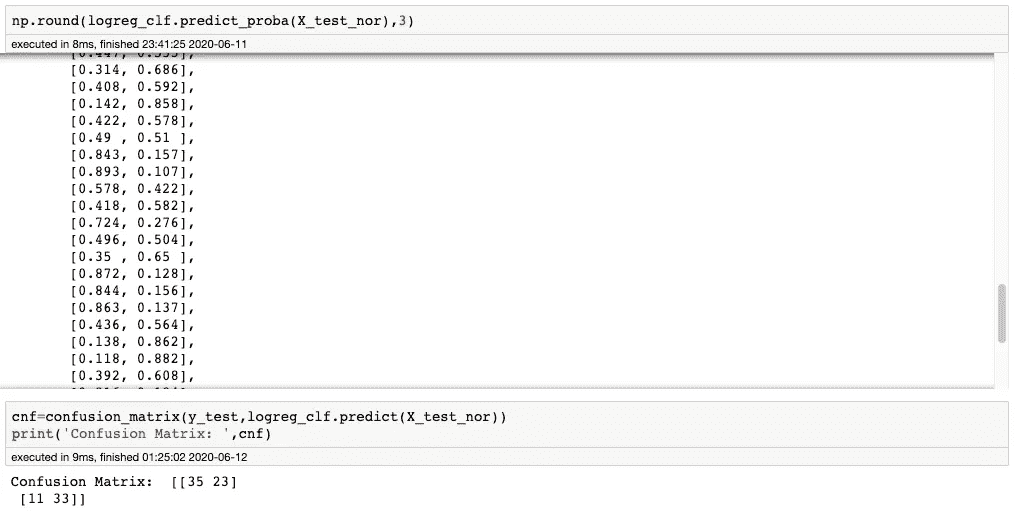 np.round(logreg_clf.predict_proba(X_test_nor),3)
executed in 8ms, finished 23:41:25 2020-06-11
[0.314, 0.686],
[0.408, 0.592],
[0.142, 0.858],
[0.422, 0.578],
[0.49 , 0.51 ],
[0.843, 0.157],
[0.893, 0.107],
[0.578, 0.422],
[0.418, 0.582],
[0.724, 0.276],
[0.496, 0.504],
[0.35 , 0.65 ],
[0.872, 0.128],
[0.844, 0.156],
[0.863, 0.137],
[0.436, 0.564],
[0.138, 0.862],
[0.118, 0.882],
[0.392, 0.608],
cnf=confusion_matrix(y_test,logreg_clf.predict(X_test_nor))
print('Confusion Matrix: ',cnf)
executed in 9ms, finished 01:25:02 2020-06-12
Confusion Matrix:  [[35 23]
 [11 33]]